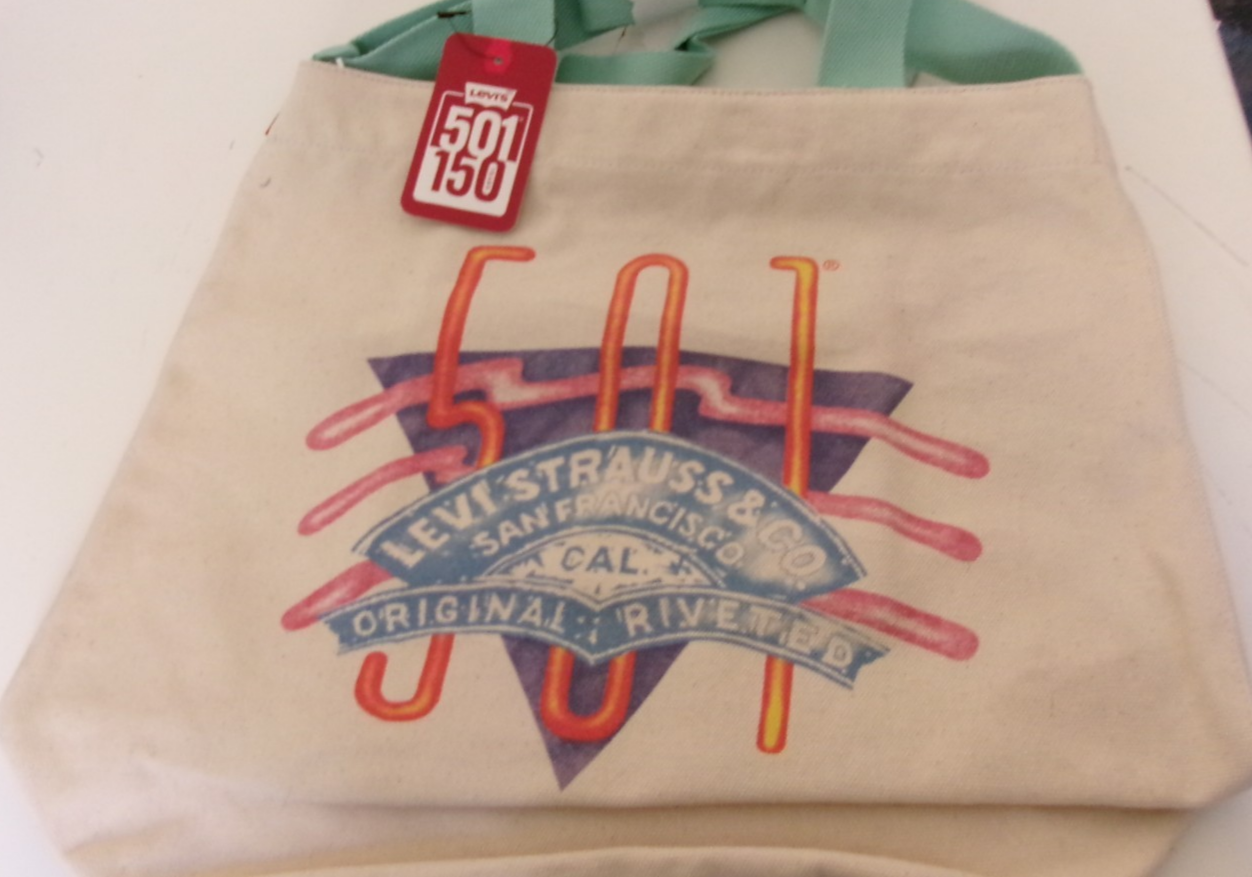 Levi's
501®
150
501®
LEVI STRAUSS & CO.
SAN FRANCISCO
CAL.
ORIGINAL RIVETED